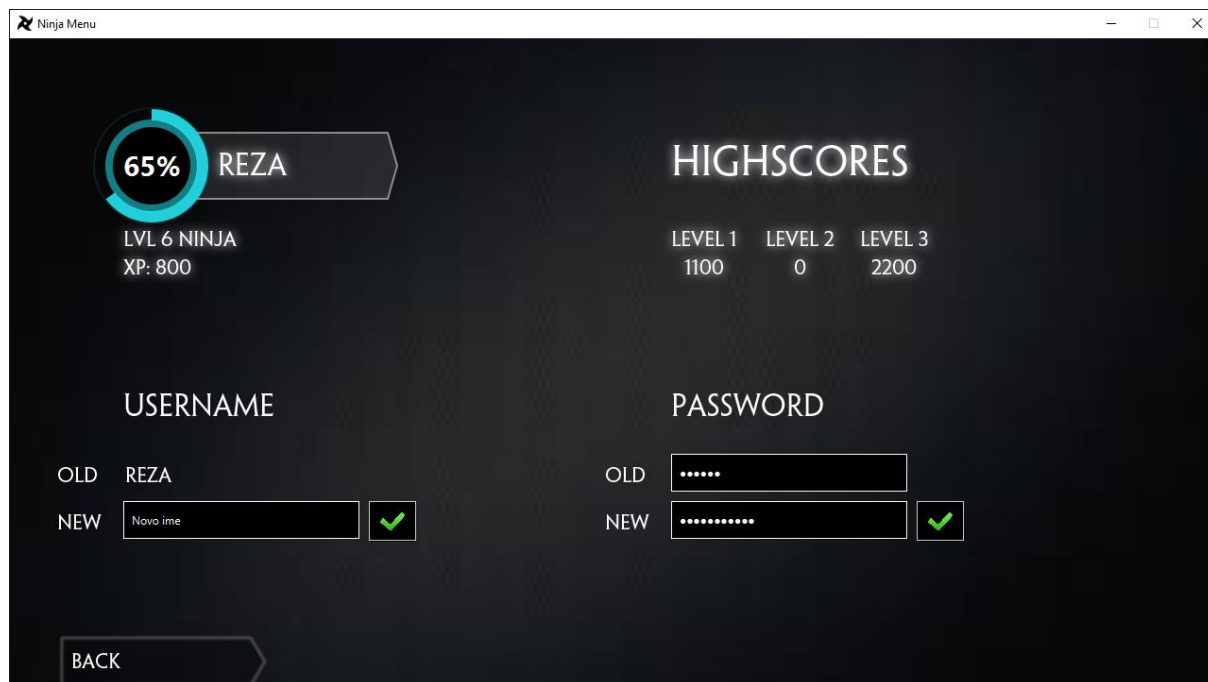 Ninja Menu
65%
REZA
LVL 6 NINJA
XP: 800
HIGHSCORES
LEVEL 1 LEVEL 2 LEVEL 3
1100 0 2200
USERNAME
OLD REZA
NEW Novo ime
PASSWORD
OLD ••••••
NEW •••••••••••
BACK